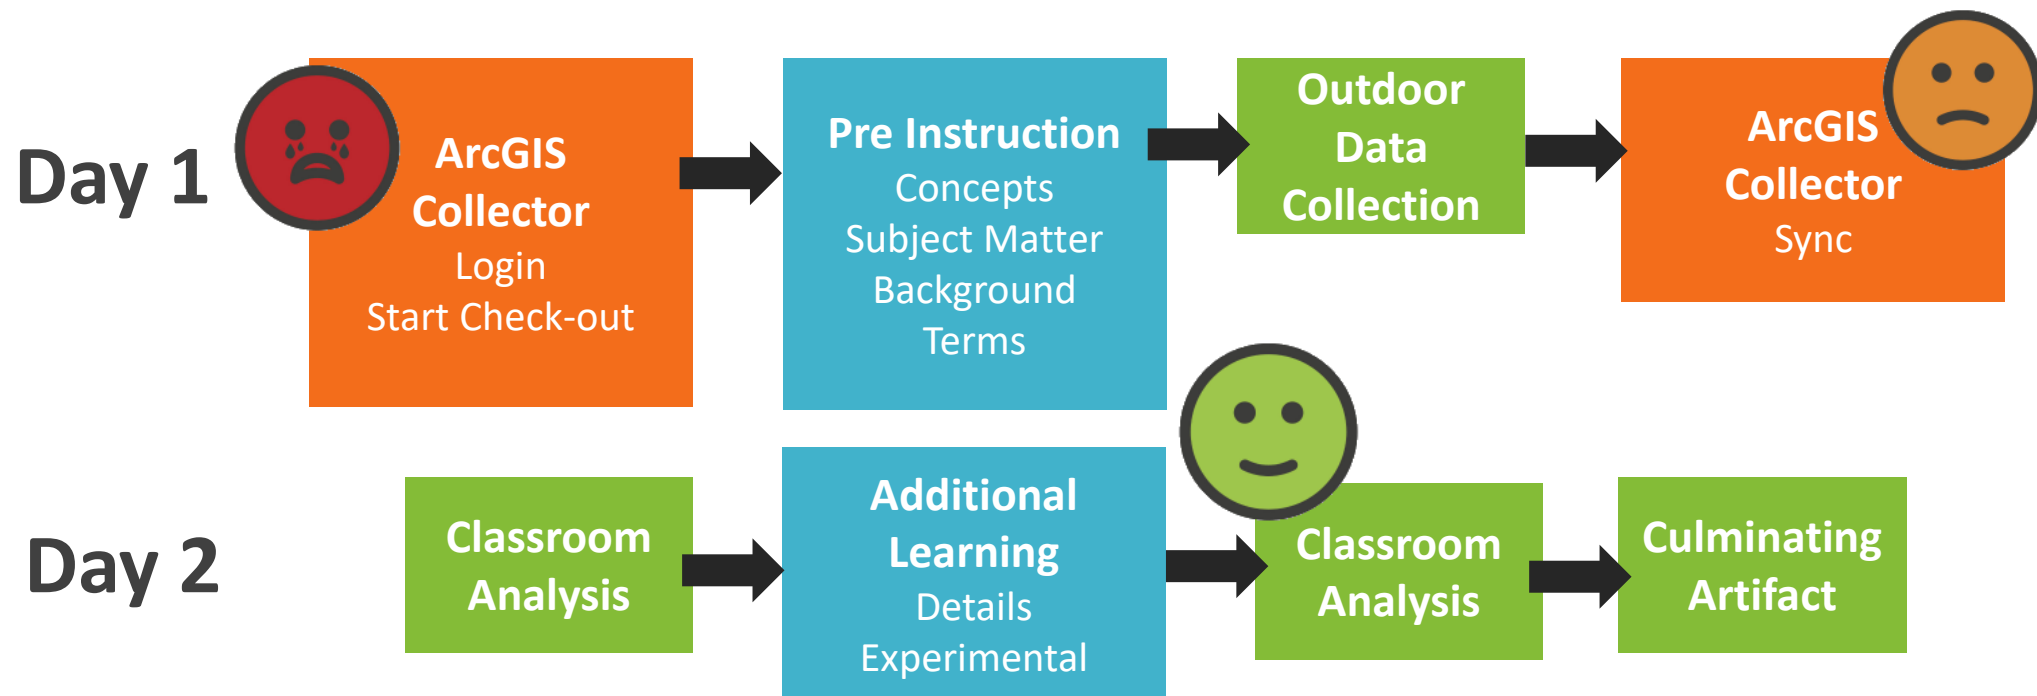 Day 1
ArcGIS
Collector
Login
Start Check-out
Pre Instruction
Concepts
Subject Matter
Background
Terms
Outdoor
Data
Collection
ArcGIS
Collector
Sync
Day 2
Classroom
Analysis
Additional
Learning
Details
Experimental
Classroom
Analysis
Culminating
Artifact